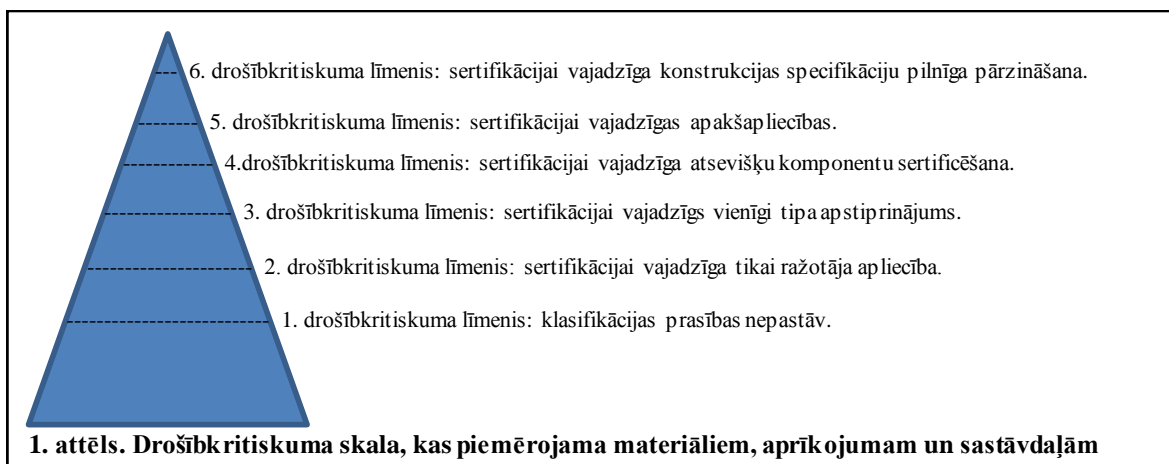 6. drošībkritiskuma līmenis: sertifikācijai vajadzīga konstrukcijas specifikāciju pilnīga pārzināšana.
5. drošībkritiskuma līmenis: sertifikācijai vajadzīgas apakšapliecības.
4.drošībkritiskuma līmenis: sertifikācijai vajadzīga atsevišķu komponentu sertificēšana.
3. drošībkritiskuma līmenis: sertifikācijai vajadzīgs vienīgi tipa apstiprinājums.
2. drošībkritiskuma līmenis: sertifikācijai vajadzīga tikai ražotāja apliecība.
1. drošībkritiskuma līmenis: klasifikācijas prasības nepastāv.
1. attēls. Drošībkritiskuma skala, kas piemērojama materiāliem, aprīkojumam un sastāvdaļām